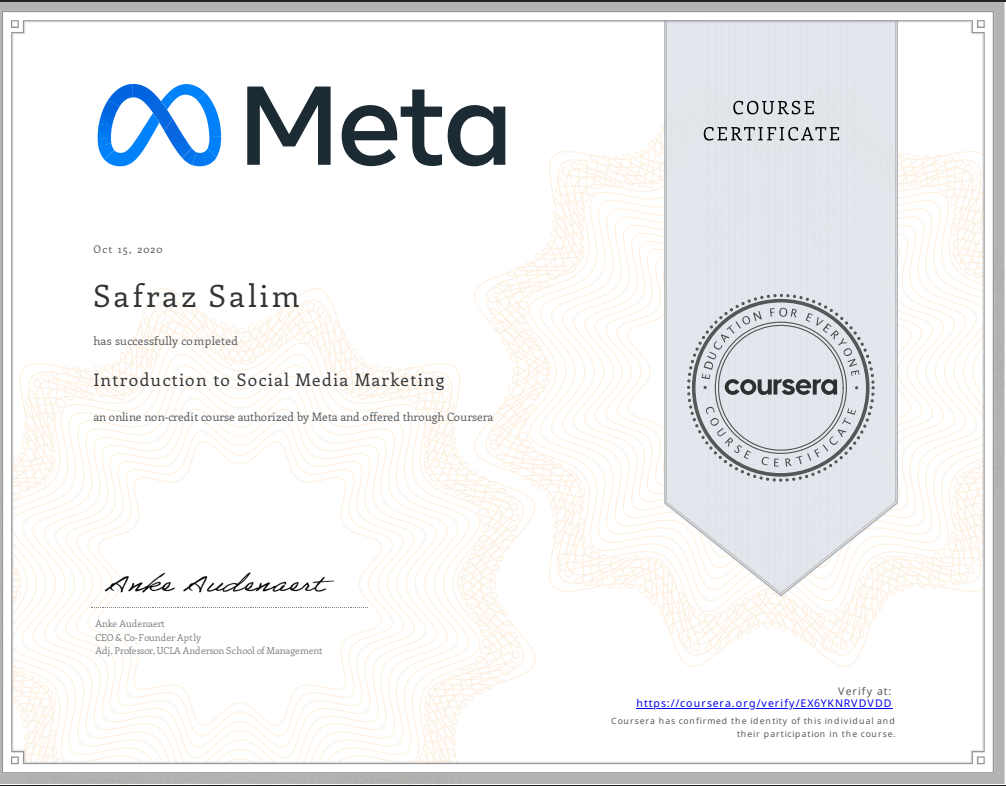 Meta
COURSE
CERTIFICATE
Oct 15, 2020
Safraz Salim
has successfully completed
Introduction to Social Media Marketing
an online non-credit course authorized by Meta and offered through Coursera
EDUCATION FOR EVERYONE
coursera
COURSE CERTIFICATE
Anke Audenaert
Anke Audenaert
CEO & Co-Founder Aptly
Adj. Professor, UCLA Anderson School of Management
Verify at:
https://coursera.org/verify/EX6YKNRVDVDD
Coursera has confirmed the identity of this individual and
their participation in the course.